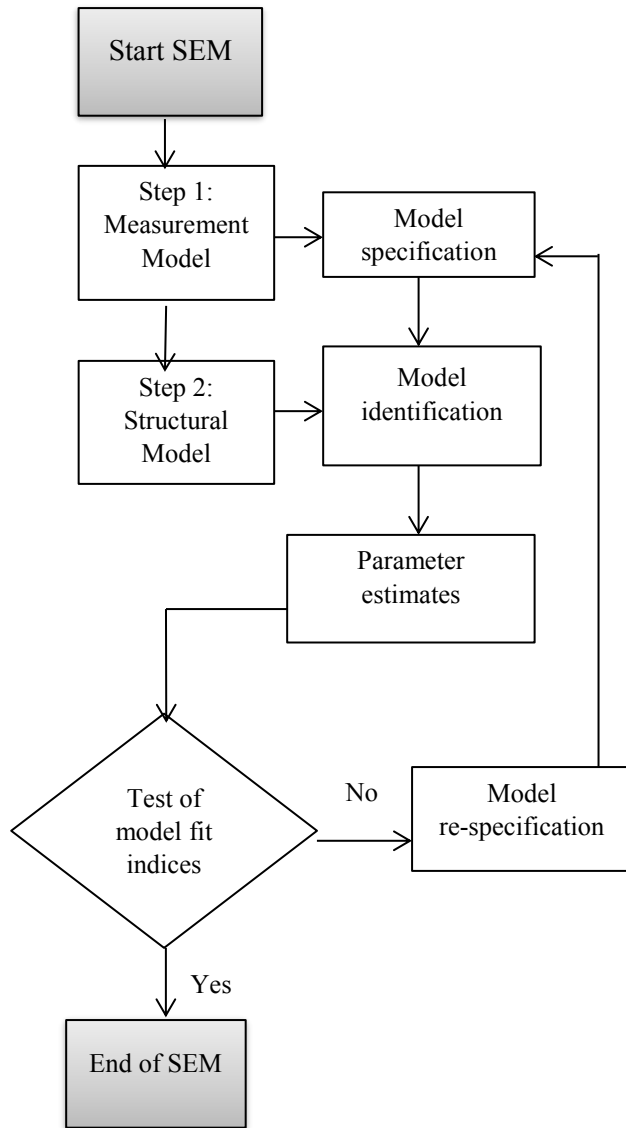 Start SEM
Step 1:
Measurement
Model
Model
specification
Step 2:
Structural
Model
Model
identification
Parameter
estimates
Test of
model fit
indices
No
Model
re-specification
Yes
End of SEM